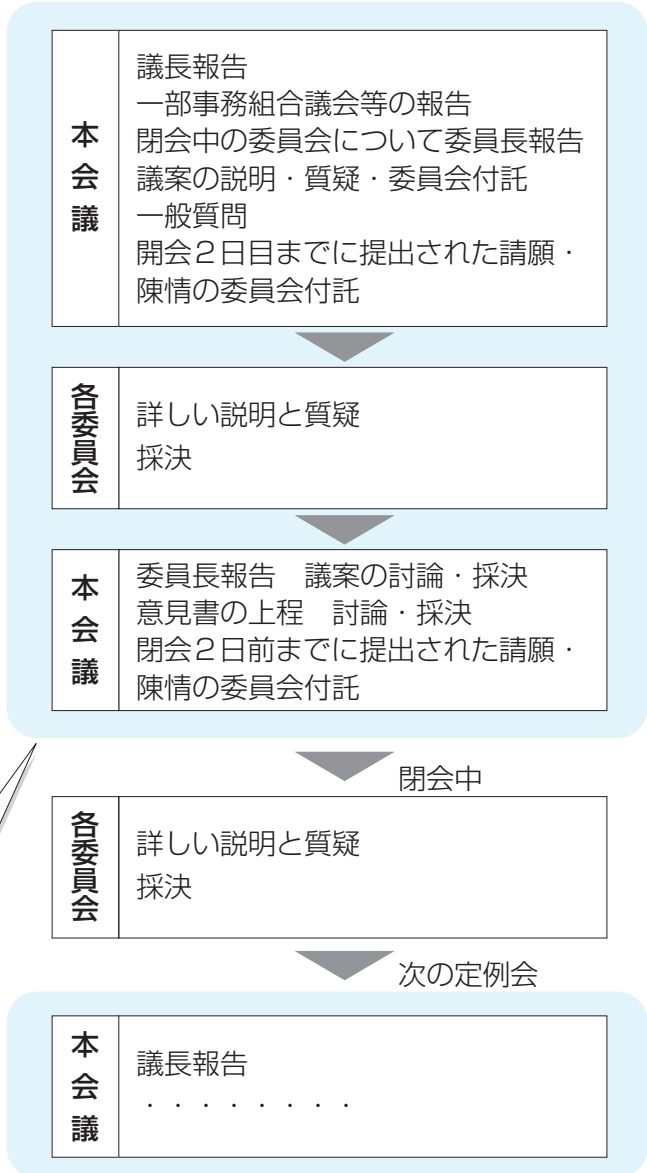 本会議
議長報告
一部事務組合議会等の報告
閉会中の委員会について委員長報告
議案の説明・質疑・委員会付託
一般質問
開会２日目までに提出された請願・
陳情の委員会付託
各委員会
詳しい説明と質疑
採決
本会議
委員長報告　議案の討論・採決
意見書の上程　討論・採決
閉会２日前までに提出された請願・
陳情の委員会付託
閉会中
各委員会
詳しい説明と質疑
採決
次の定例会
本会議
議長報告
・・・・・・・・